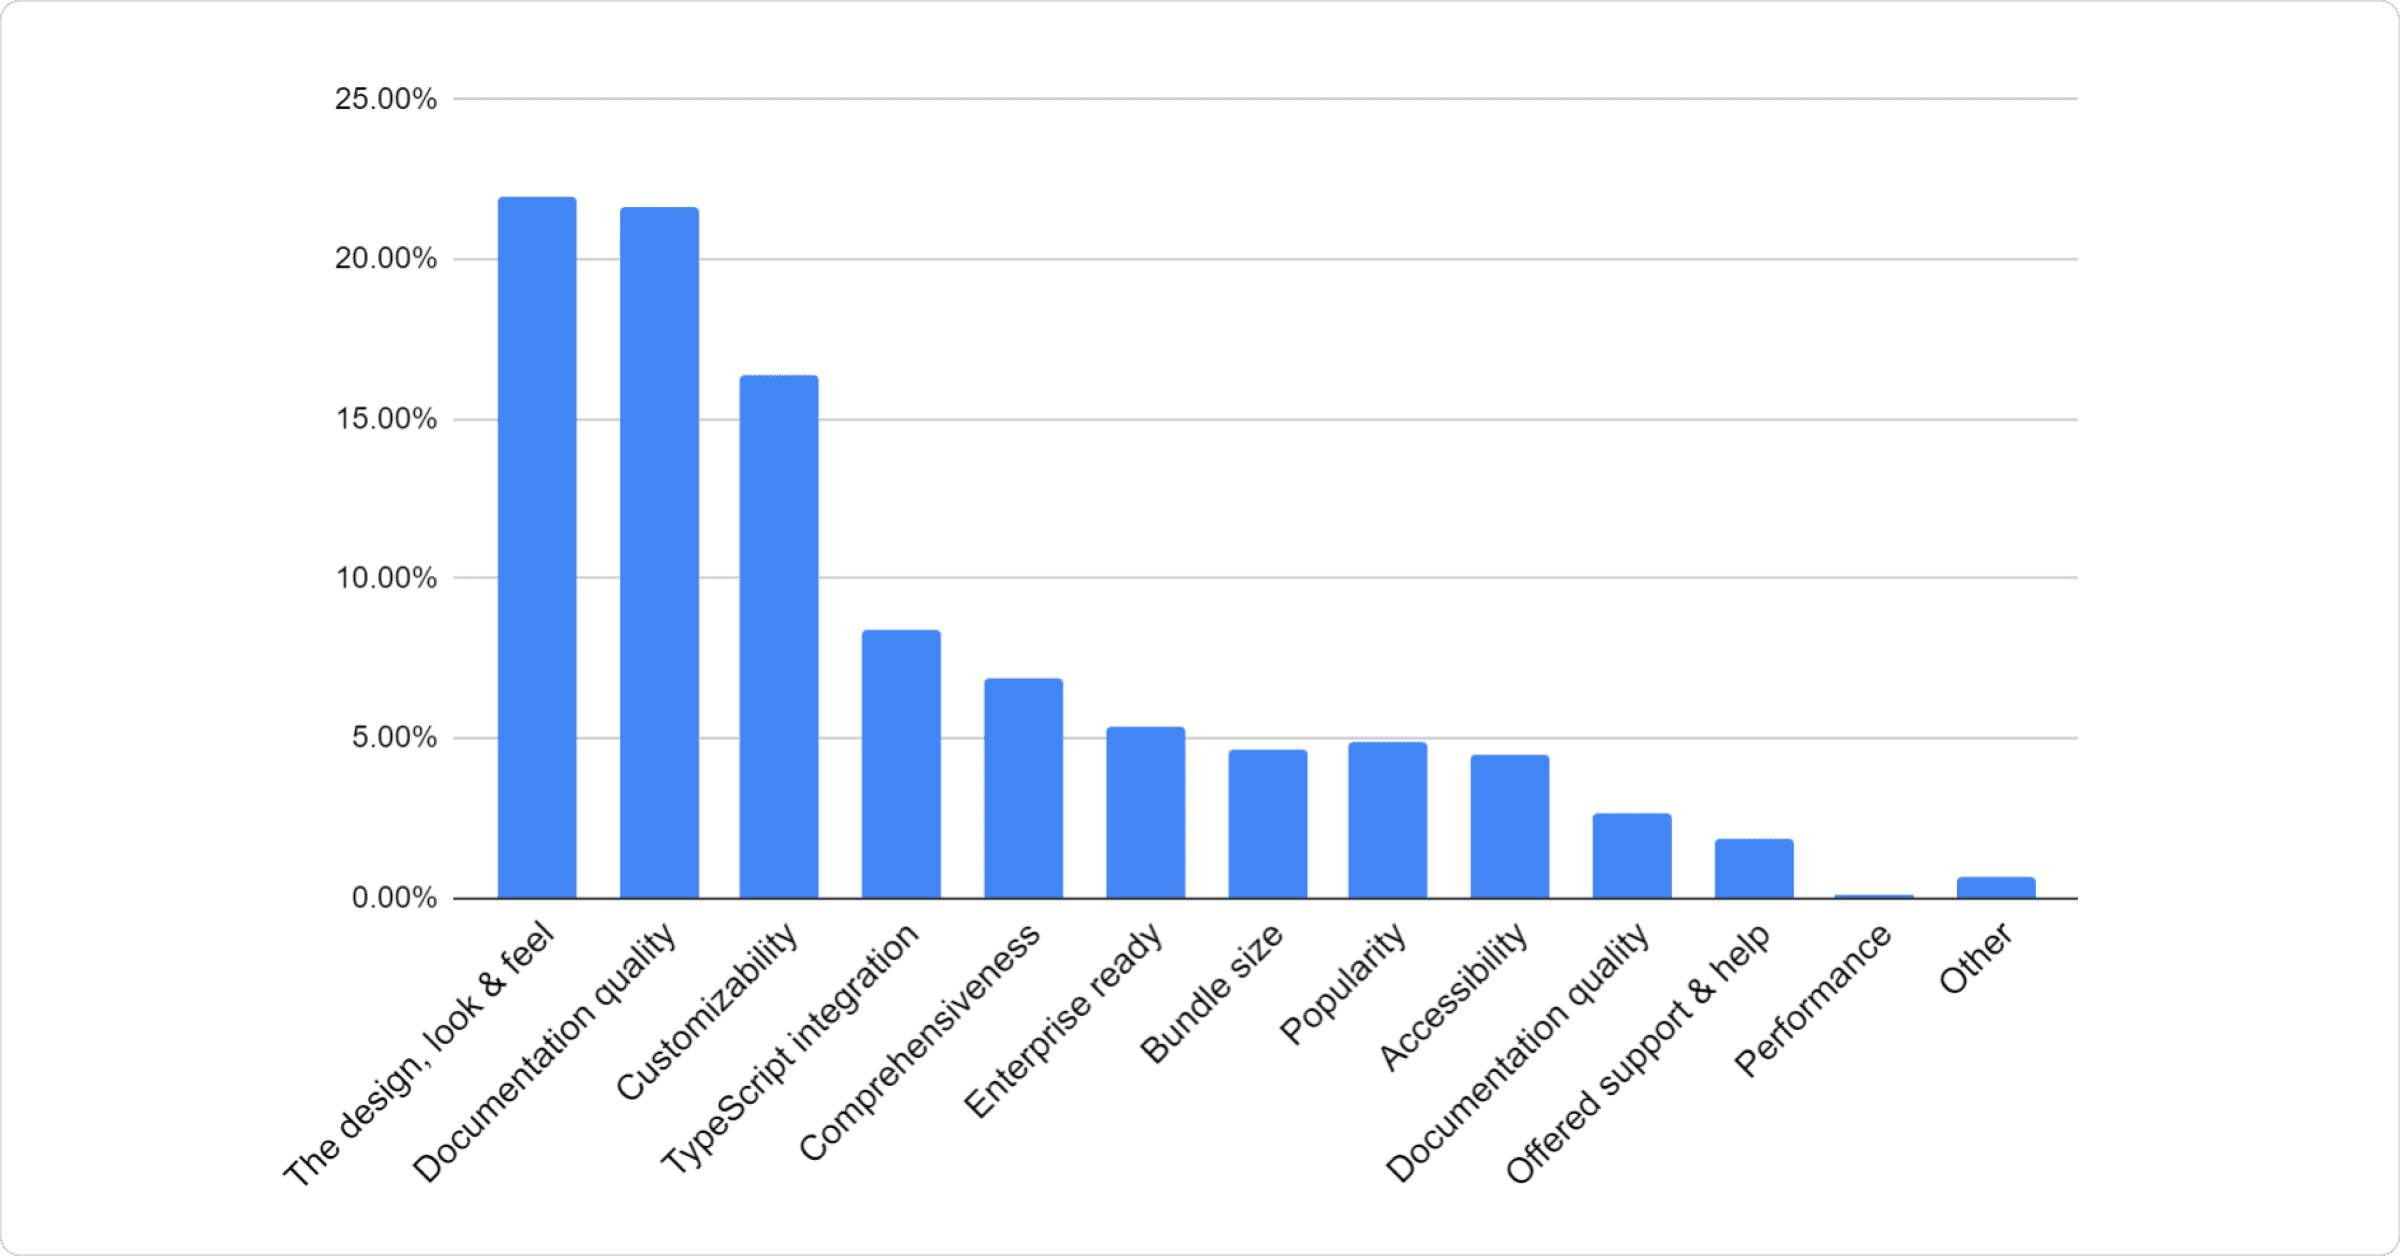 25.00%
20.00%
15.00%
10.00%
5.00%
0.00%
The design, look & feel
Documentation quality
Customizability
TypeScript integration
Comprehensiveness
Enterprise ready
Bundle size
Popularity
Accessibility
Documentation quality
Offered support & help
Performance
Other